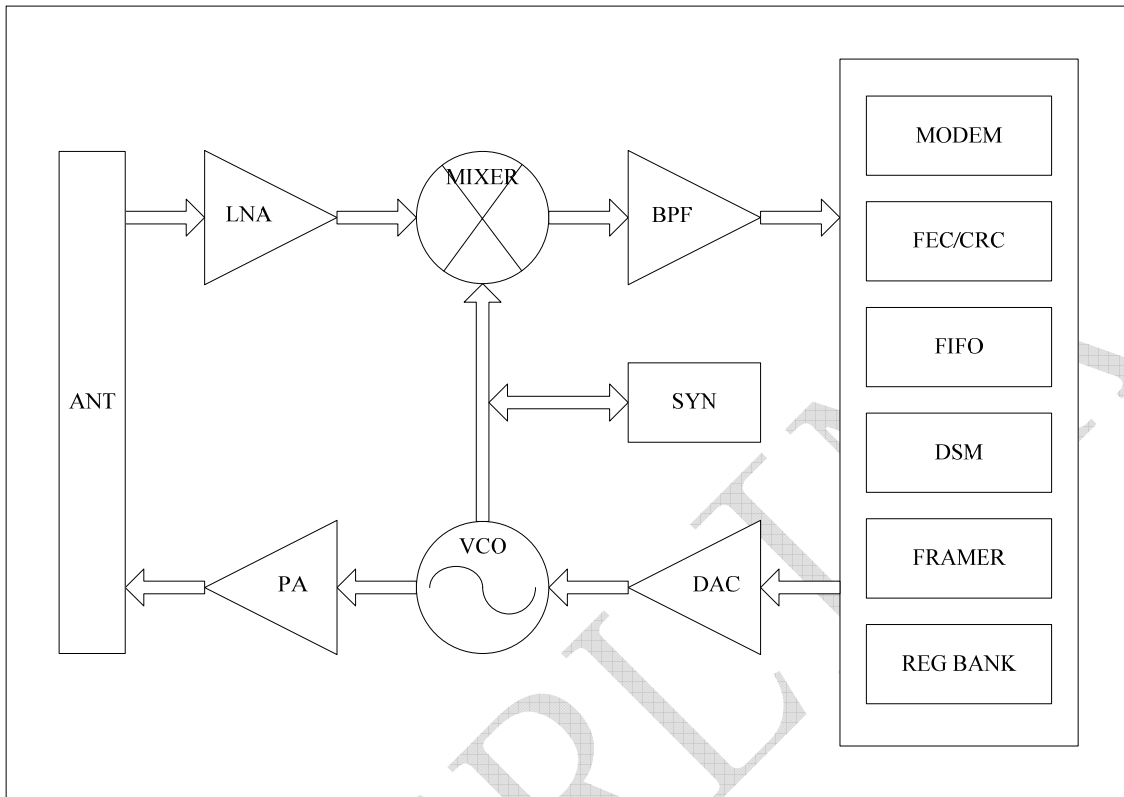 MODEM
MIXER
LNA
BPF
FEC/CRC
FIFO
ANT
SYN
DSM
VCO
FRAMER
PA
DAC
REG BANK